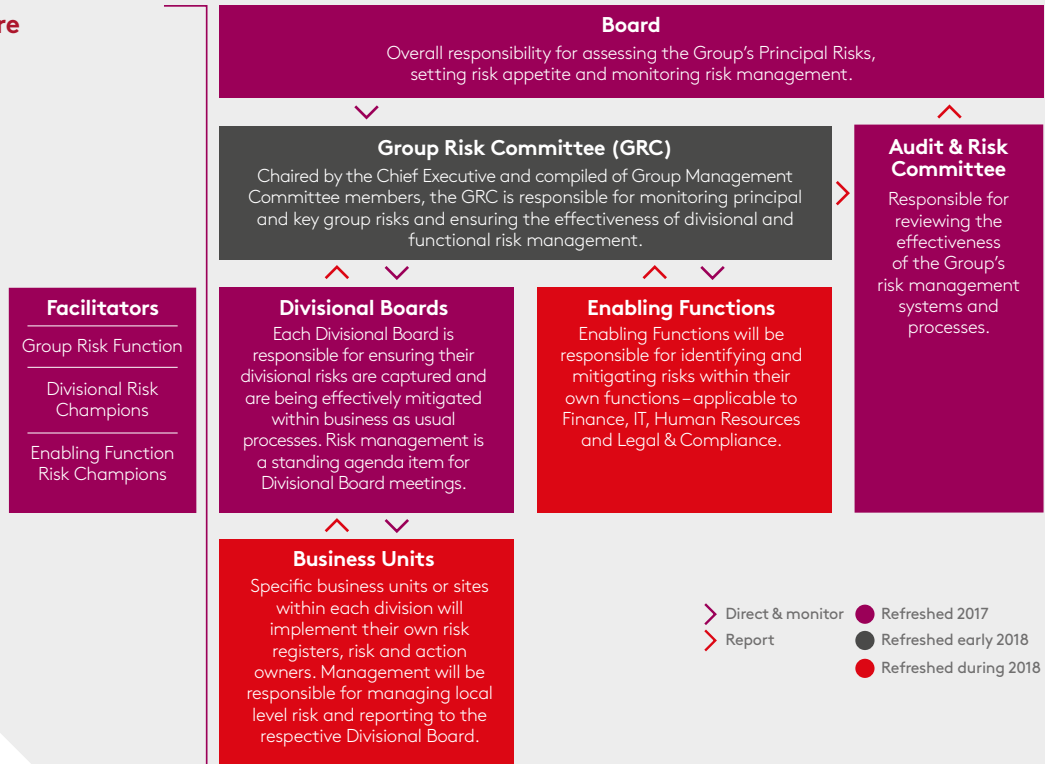 re
Board
Overall responsibility for assessing the Group's Principal Risks,
setting risk appetite and monitoring risk management.
Group Risk Committee (GRC)
Chaired by the Chief Executive and compiled of Group Management
Committee members, the GRC is responsible for monitoring principal
and key group risks and ensuring the effectiveness of divisional and
functional risk management.
Audit & Risk
Committee
Responsible for
reviewing the
effectiveness
of the Group's
risk management
systems and
processes.
Facilitators
Group Risk Function
Divisional Risk
Champions
Enabling Function
Risk Champions
Divisional Boards
Each Divisional Board is
responsible for ensuring their
divisional risks are captured and
are being effectively mitigated
within business as usual
processes. Risk management is
a standing agenda item for
Divisional Board meetings.
Enabling Functions
Enabling Functions will be
responsible for identifying and
mitigating risks within their
own functions – applicable to
Finance, IT, Human Resources
and Legal & Compliance.
Business Units
Specific business units or sites
within each division will
implement their own risk
registers, risk and action
owners. Management will be
responsible for managing local
level risk and reporting to the
respective Divisional Board.
Direct & monitor
Report
Refreshed 2017
Refreshed early 2018
Refreshed during 2018